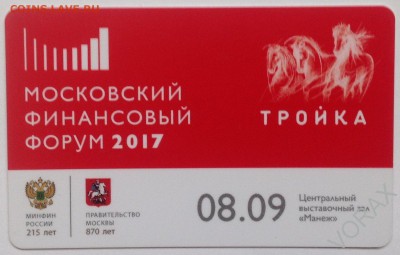 COINS.LAVE.RU
МОСКОВСКИЙ
ФИНАНСОВЫЙ
ФОРУМ 2017
ТРОЙКА
МИНФИН
РОССИИ
215 лет
ПРАВИТЕЛЬСТВО
МОСКВЫ
870 лет
08.09
Центральный
выставочный зал
«Манеж»
VORAX